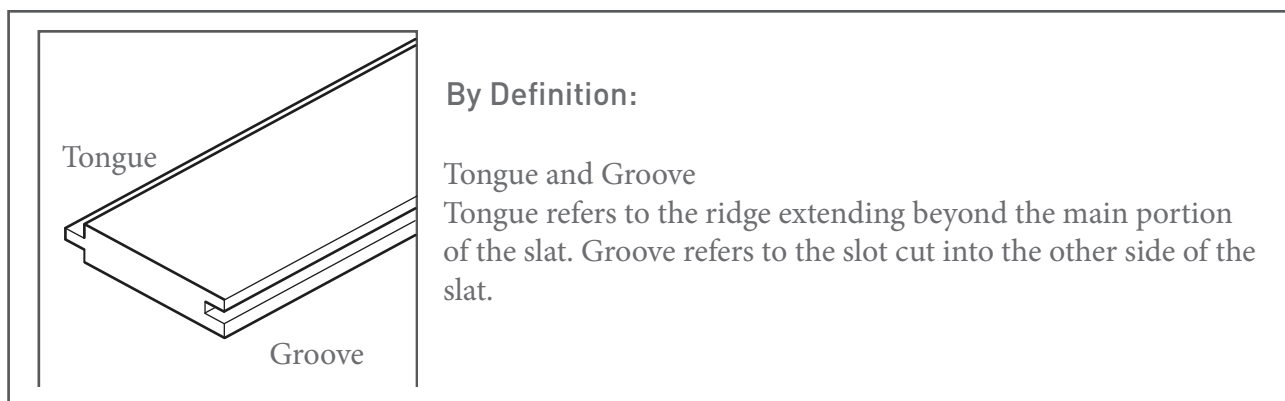 Tongue
Groove
By Definition:
Tongue and Groove
Tongue refers to the ridge extending beyond the main portion
of the slat. Groove refers to the slot cut into the other side of the
slat.